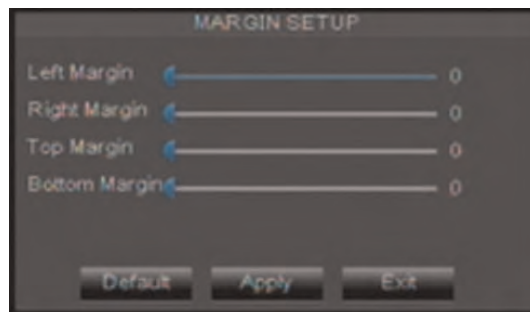 MARGIN SETUP
Left Margin 0
Right Margin 0
Top Margin 0
Bottom Margin 0
Default Apply Exit